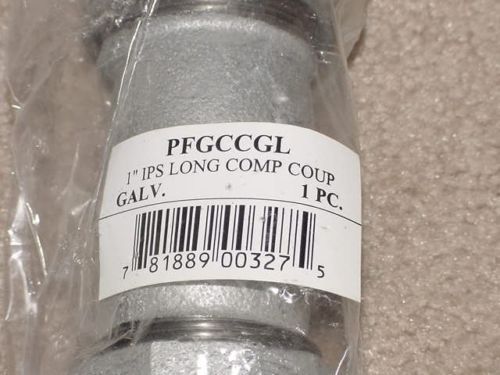 PFGCCGL
1" IPS LONG COMP COUP
GALV. 1 PC.
7 81889 00327 5